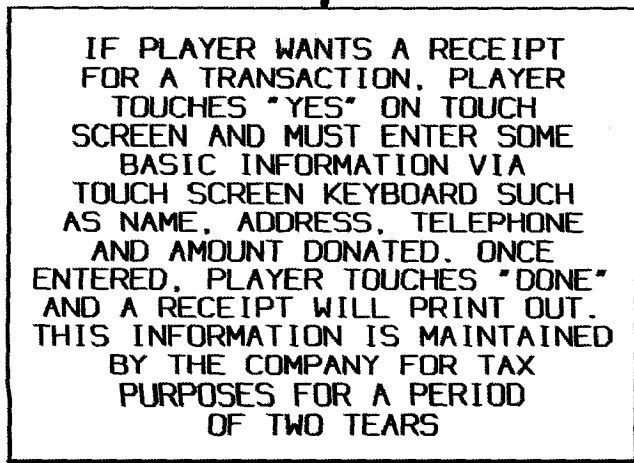 IF PLAYER WANTS A RECEIPT
FOR A TRANSACTION, PLAYER
TOUCHES "YES" ON TOUCH
SCREEN AND MUST ENTER SOME
BASIC INFORMATION VIA
TOUCH SCREEN KEYBOARD SUCH
AS NAME, ADDRESS, TELEPHONE
AND AMOUNT DONATED. ONCE
ENTERED, PLAYER TOUCHES "DONE"
AND A RECEIPT WILL PRINT OUT.
THIS INFORMATION IS MAINTAINED
BY THE COMPANY FOR TAX
PURPOSES FOR A PERIOD
OF TWO TEARS